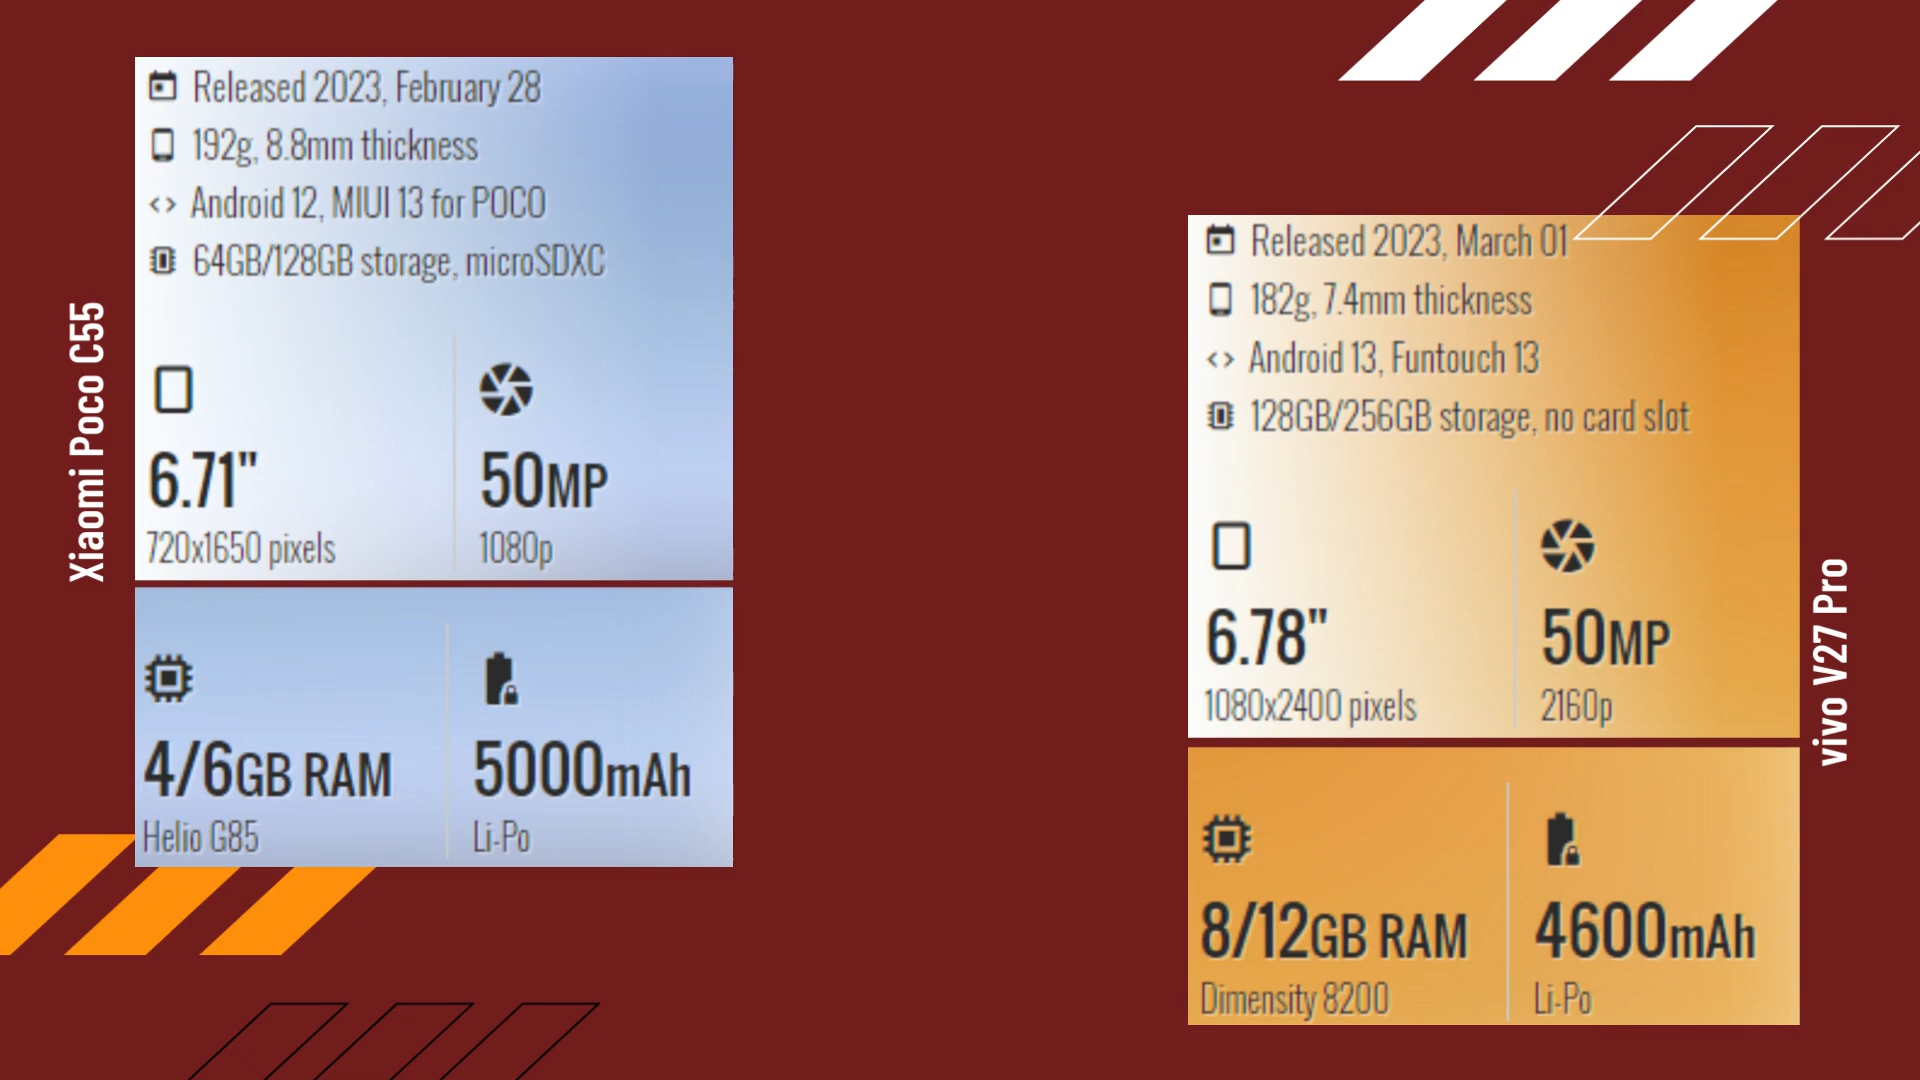 Xiaomi Poco C55
Released 2023, February 28
192g, 8.8mm thickness
Android 12, MIUI 13 for POCO
64GB/128GB storage, microSDXC
6.71"
720x1650 pixels
50MP
1080p
4/6GB RAM
Helio G85
5000mAh
Li-Po
Released 2023, March 01
182g, 7.4mm thickness
Android 13, Funtouch 13
128GB/256GB storage, no card slot
6.78"
1080x2400 pixels
50MP
2160p
8/12GB RAM
Dimensity 8200
4600mAh
Li-Po
vivo V27 Pro